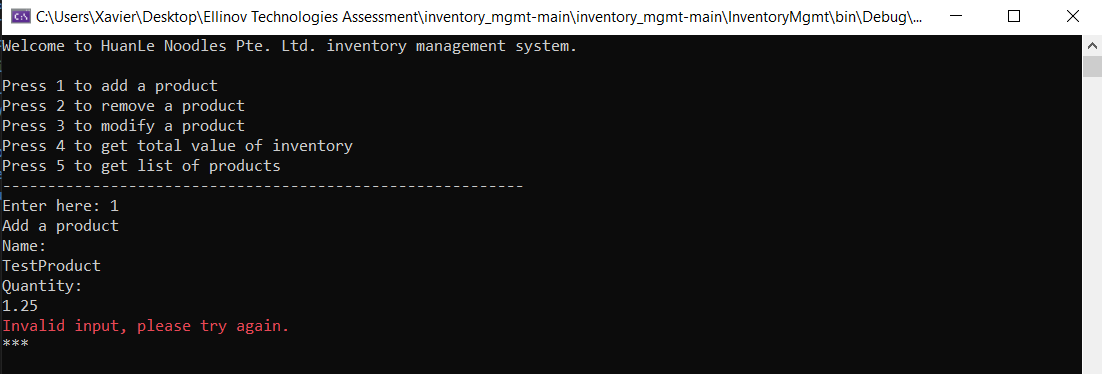 C:\Users\Xavier\Desktop\Ellinov Technologies Assessment\inventory_mgmt-main\inventory_mgmt-main\InventoryMgmt\bin\Debug\...
Welcome to HuanLe Noodles Pte. Ltd. inventory management system.
Press 1 to add a product
Press 2 to remove a product
Press 3 to modify a product
Press 4 to get total value of inventory
Press 5 to get list of products
----------------------------------------------------------
Enter here: 1
Add a product
Name:
TestProduct
Quantity:
1.25
Invalid input, please try again.
***